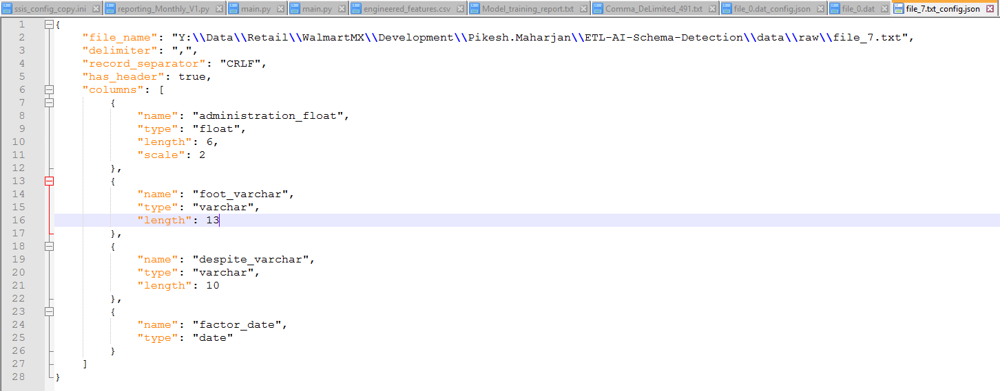 ssis_config_copy.ini reporting_Monthly_V1.py main.py main.py engineered_features.csv Model_training_report.txt Comma_DeLimited_491.txt file_0.dat_config.json file_0.dat file_7.txt_config.json
1 {
2 "file_name": "Y:\\Data\\Retail\\WalmartMX\\Development\\Pikesh.Maharjan\\ETL-AI-Schema-Detection\\data\\raw\\file_7.txt",
3 "delimiter": ",",
4 "record_separator": "CRLF",
5 "has_header": true,
6 "columns": [
7 {
8 "name": "administration_float",
9 "type": "float",
10 "length": 6,
11 "scale": 2
12 },
13 {
14 "name": "foot_varchar",
15 "type": "varchar",
16 "length": 13
17 },
18 {
19 "name": "despite_varchar",
20 "type": "varchar",
21 "length": 10
22 },
23 {
24 "name": "factor_date",
25 "type": "date"
26 }
27 ]
28 }